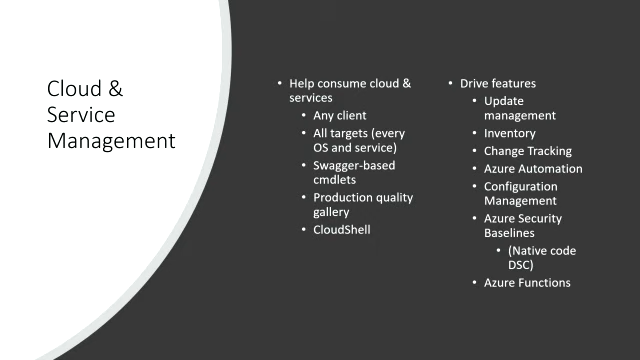 Cloud &
Service
Management
• Help consume cloud &
services
• Any client
• All targets (every
OS and service)
• Swagger-based
cmdlets
• Production quality
gallery
• CloudShell
• Drive features
• Update
management
• Inventory
• Change Tracking
• Azure Automation
• Configuration
Management
• Azure Security
Baselines
• (Native code
DSC)
• Azure Functions